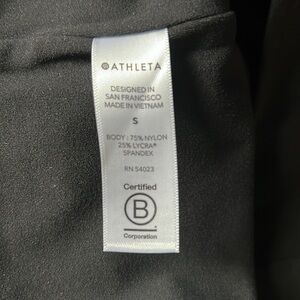 ATHLETA
DESIGNED IN
SAN FRANCISCO
MADE IN VIETNAM
S
BODY : 75% NYLON
25% LYCRA®
SPANDEX
RN 54023
Certified
B
Corporation